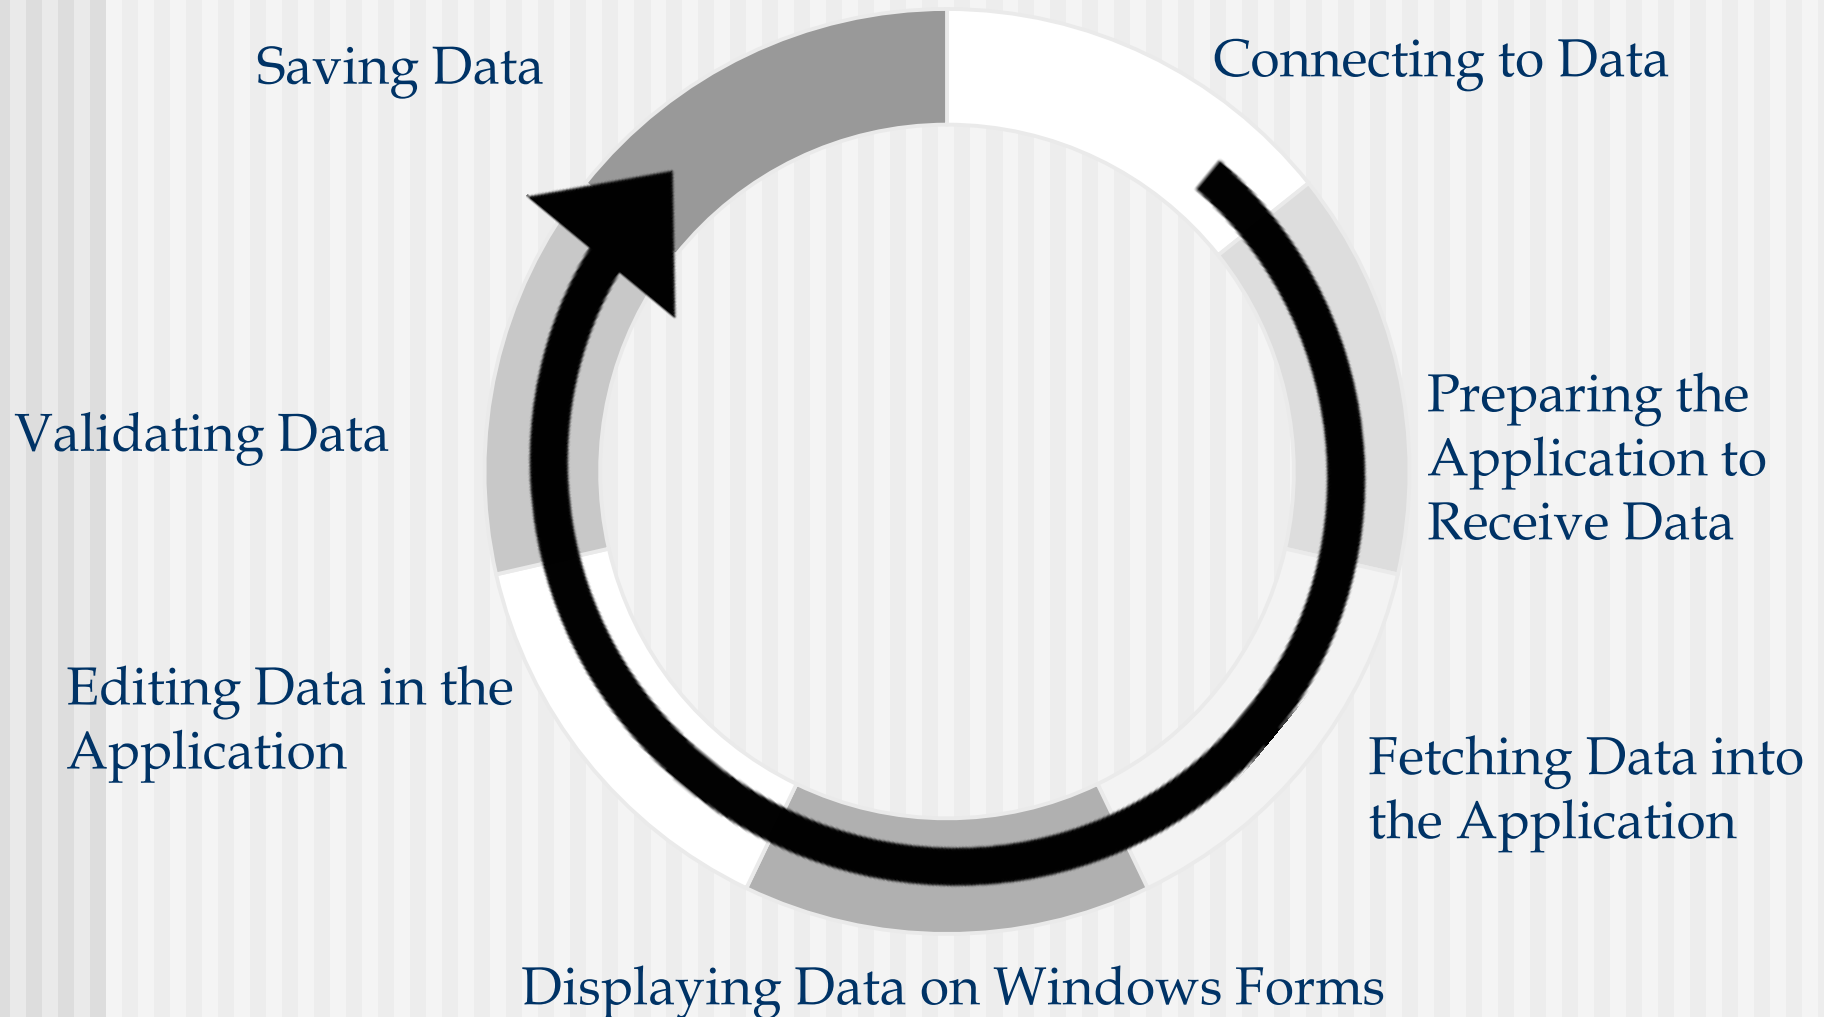 Saving Data
Connecting to Data
Preparing the
Application to
Receive Data
Fetching Data into
the Application
Displaying Data on Windows Forms
Editing Data in the
Application
Validating Data